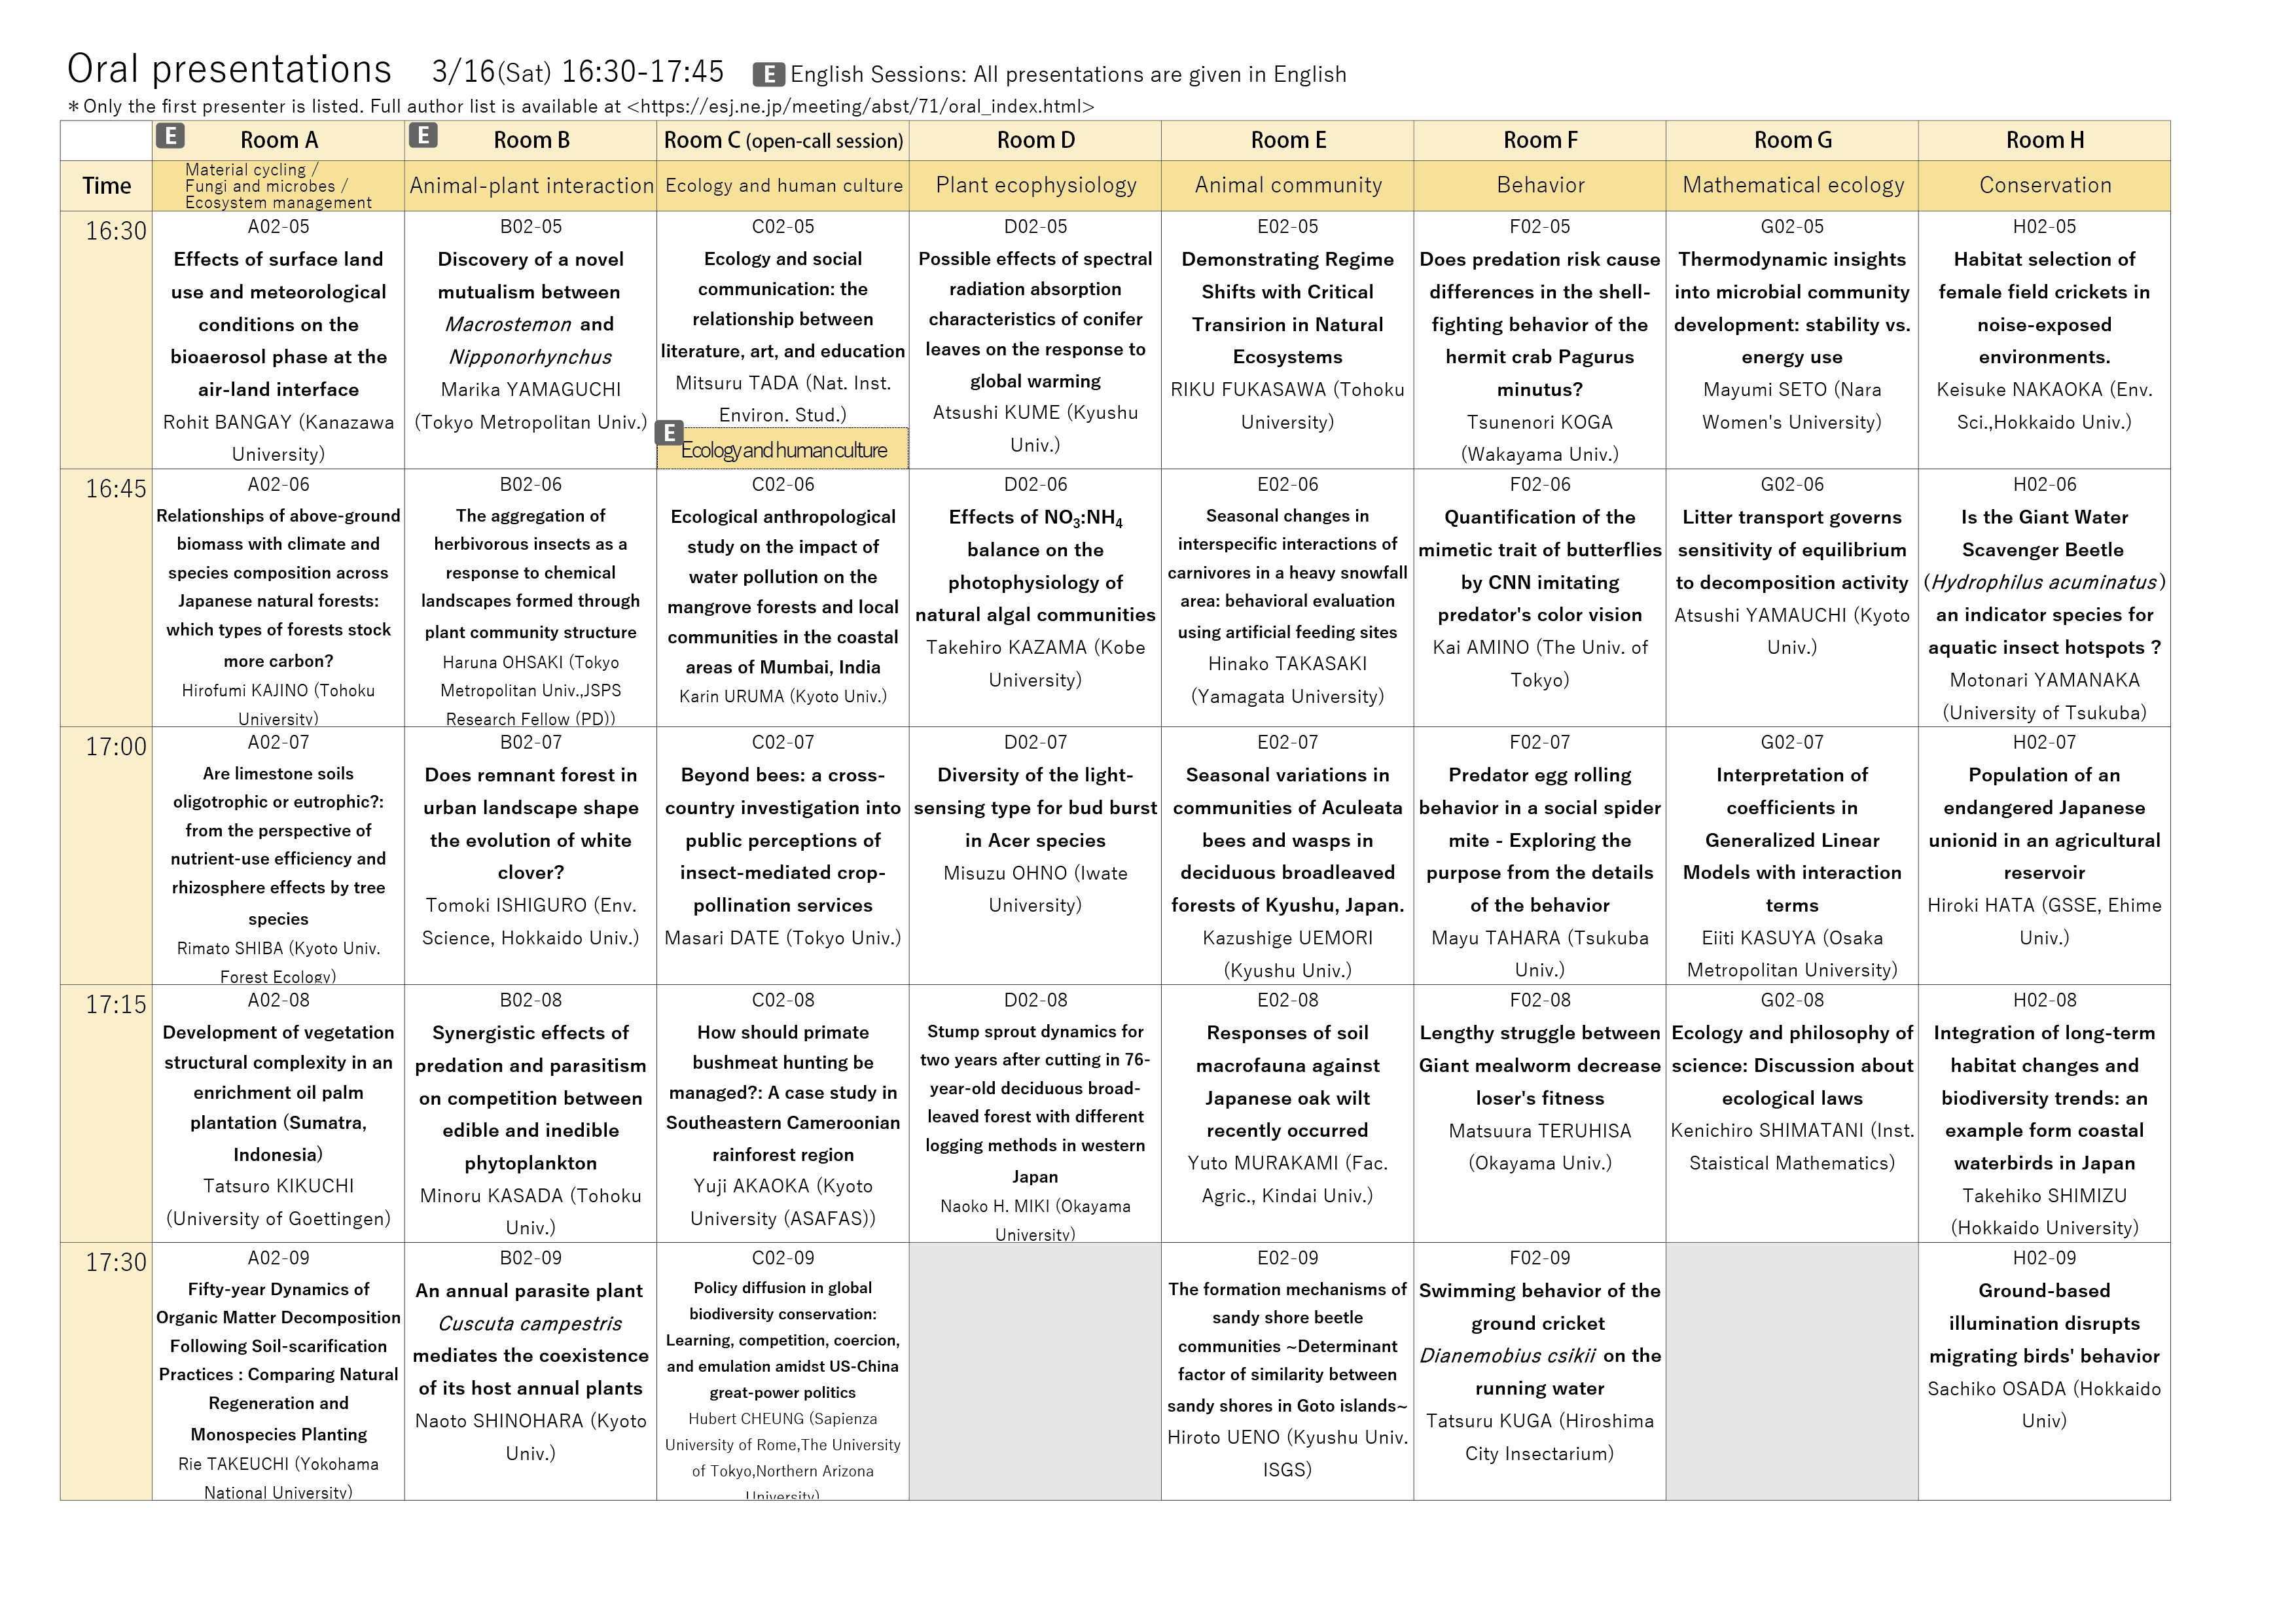 Oral presentations 3/16(Sat) 16:30-17:45 E English Sessions: All presentations are given in English
＊Only the first presenter is listed. Full author list is available at <https://esj.ne.jp/meeting/abst/71/oral_index.html>
E Room A
E Room B
Room C (open-call session)
Room D
Room E
Room F
Room G
Room H
Time
Material cycling /
Fungi and microbes /
Ecosystem management
Animal-plant interaction
Ecology and human culture
Plant ecophysiology
Animal community
Behavior
Mathematical ecology
Conservation
16:30
A02-05
Effects of surface land
use and meteorological
conditions on the
bioaerosol phase at the
air-land interface
Rohit BANGAY (Kanazawa
University)
B02-05
Discovery of a novel
mutualism between
Macrostemon and
Nipponorhynchus
Marika YAMAGUCHI
(Tokyo Metropolitan Univ.)
C02-05
Ecology and social
communication: the
relationship between
literature, art, and education
Mitsuru TADA (Nat. Inst.
Environ. Stud.)
E
Ecology and human culture
D02-05
Possible effects of spectral
radiation absorption
characteristics of conifer
leaves on the response to
global warming
Atsushi KUME (Kyushu
Univ.)
E02-05
Demonstrating Regime
Shifts with Critical
Transirion in Natural
Ecosystems
RIKU FUKASAWA (Tohoku
University)
F02-05
Does predation risk cause
differences in the shell-
fighting behavior of the
hermit crab Pagurus
minutus?
Tsunenori KOGA
(Wakayama Univ.)
G02-05
Thermodynamic insights
into microbial community
development: stability vs.
energy use
Mayumi SETO (Nara
Women's University)
H02-05
Habitat selection of
female field crickets in
noise-exposed
environments.
Keisuke NAKAOKA (Env.
Sci.,Hokkaido Univ.)
16:45
A02-06
Relationships of above-ground
biomass with climate and
species composition across
Japanese natural forests:
which types of forests stock
more carbon?
Hirofumi KAJINO (Tohoku
University)
B02-06
The aggregation of
herbivorous insects as a
response to chemical
landscapes formed through
plant community structure
Haruna OHSAKI (Tokyo
Metropolitan Univ.,JSPS
Research Fellow (PD))
C02-06
Ecological anthropological
study on the impact of
water pollution on the
mangrove forests and local
communities in the coastal
areas of Mumbai, India
Karin URUMA (Kyoto Univ.)
D02-06
Effects of NO₃:NH₄
balance on the
photophysiology of
natural algal communities
Takehiro KAZAMA (Kobe
University)
E02-06
Seasonal changes in
interspecific interactions of
carnivores in a heavy snowfall
area: behavioral evaluation
using artificial feeding sites
Hinako TAKASAKI
(Yamagata University)
F02-06
Quantification of the
mimetic trait of butterflies
by CNN imitating
predator's color vision
Kai AMINO (The Univ. of
Tokyo)
G02-06
Litter transport governs
sensitivity of equilibrium
to decomposition activity
Atsushi YAMAUCHI (Kyoto
Univ.)
H02-06
Is the Giant Water
Scavenger Beetle
(Hydrophilus acuminatus)
an indicator species for
aquatic insect hotspots ?
Motonari YAMANAKA
(University of Tsukuba)
17:00
A02-07
Are limestone soils
oligotrophic or eutrophic?:
from the perspective of
nutrient-use efficiency and
rhizosphere effects by tree
species
Rimato SHIBA (Kyoto Univ.
Forest Ecology)
B02-07
Does remnant forest in
urban landscape shape
the evolution of white
clover?
Tomoki ISHIGURO (Env.
Science, Hokkaido Univ.)
C02-07
Beyond bees: a cross-
country investigation into
public perceptions of
insect-mediated crop-
pollination services
Masari DATE (Tokyo Univ.)
D02-07
Diversity of the light-
sensing type for bud burst
in Acer species
Misuzu OHNO (Iwate
University)
E02-07
Seasonal variations in
communities of Aculeata
bees and wasps in
deciduous broadleaved
forests of Kyushu, Japan.
Kazushige UEMORI
(Kyushu Univ.)
F02-07
Predator egg rolling
behavior in a social spider
mite - Exploring the
purpose from the details
of the behavior
Mayu TAHARA (Tsukuba
Univ.)
G02-07
Interpretation of
coefficients in
Generalized Linear
Models with interaction
terms
Eiiti KASUYA (Osaka
Metropolitan University)
H02-07
Population of an
endangered Japanese
unionid in an agricultural
reservoir
Hiroki HATA (GSSE, Ehime
Univ.)
17:15
A02-08
Development of vegetation
structural complexity in an
enrichment oil palm
plantation (Sumatra,
Indonesia)
Tatsuro KIKUCHI
(University of Goettingen)
B02-08
Synergistic effects of
predation and parasitism
on competition between
edible and inedible
phytoplankton
Minoru KASADA (Tohoku
Univ.)
C02-08
How should primate
bushmeat hunting be
managed?: A case study in
Southeastern Cameroonian
rainforest region
Yuji AKAOKA (Kyoto
University (ASAFAS))
D02-08
Stump sprout dynamics for
two years after cutting in 76-
year-old deciduous broad-
leaved forest with different
logging methods in western
Japan
Naoko H. MIKI (Okayama
University)
E02-08
Responses of soil
macrofauna against
Japanese oak wilt
recently occurred
Yuto MURAKAMI (Fac.
Agric., Kindai Univ.)
F02-08
Lengthy struggle between
Giant mealworm decrease
loser's fitness
Matsuura TERUHISA
(Okayama Univ.)
G02-08
Ecology and philosophy of
science: Discussion about
ecological laws
Kenichiro SHIMATANI (Inst.
Staistical Mathematics)
H02-08
Integration of long-term
habitat changes and
biodiversity trends: an
example form coastal
waterbirds in Japan
Takehiko SHIMIZU
(Hokkaido University)
17:30
A02-09
Fifty-year Dynamics of
Organic Matter Decomposition
Following Soil-scarification
Practices : Comparing Natural
Regeneration and
Monospecies Planting
Rie TAKEUCHI (Yokohama
National University)
B02-09
An annual parasite plant
Cuscuta campestris
mediates the coexistence
of its host annual plants
Naoto SHINOHARA (Kyoto
Univ.)
C02-09
Policy diffusion in global
biodiversity conservation:
Learning, competition, coercion,
and emulation amidst US-China
great-power politics
Hubert CHEUNG (Sapienza
University of Rome,The University
of Tokyo,Northern Arizona
University)
E02-09
The formation mechanisms of
sandy shore beetle
communities ~Determinant
factor of similarity between
sandy shores in Goto islands~
Hiroto UENO (Kyushu Univ.
ISGS)
F02-09
Swimming behavior of the
ground cricket
Dianemobius csikii on the
running water
Tatsuru KUGA (Hiroshima
City Insectarium)
H02-09
Ground-based
illumination disrupts
migrating birds' behavior
Sachiko OSADA (Hokkaido
Univ)